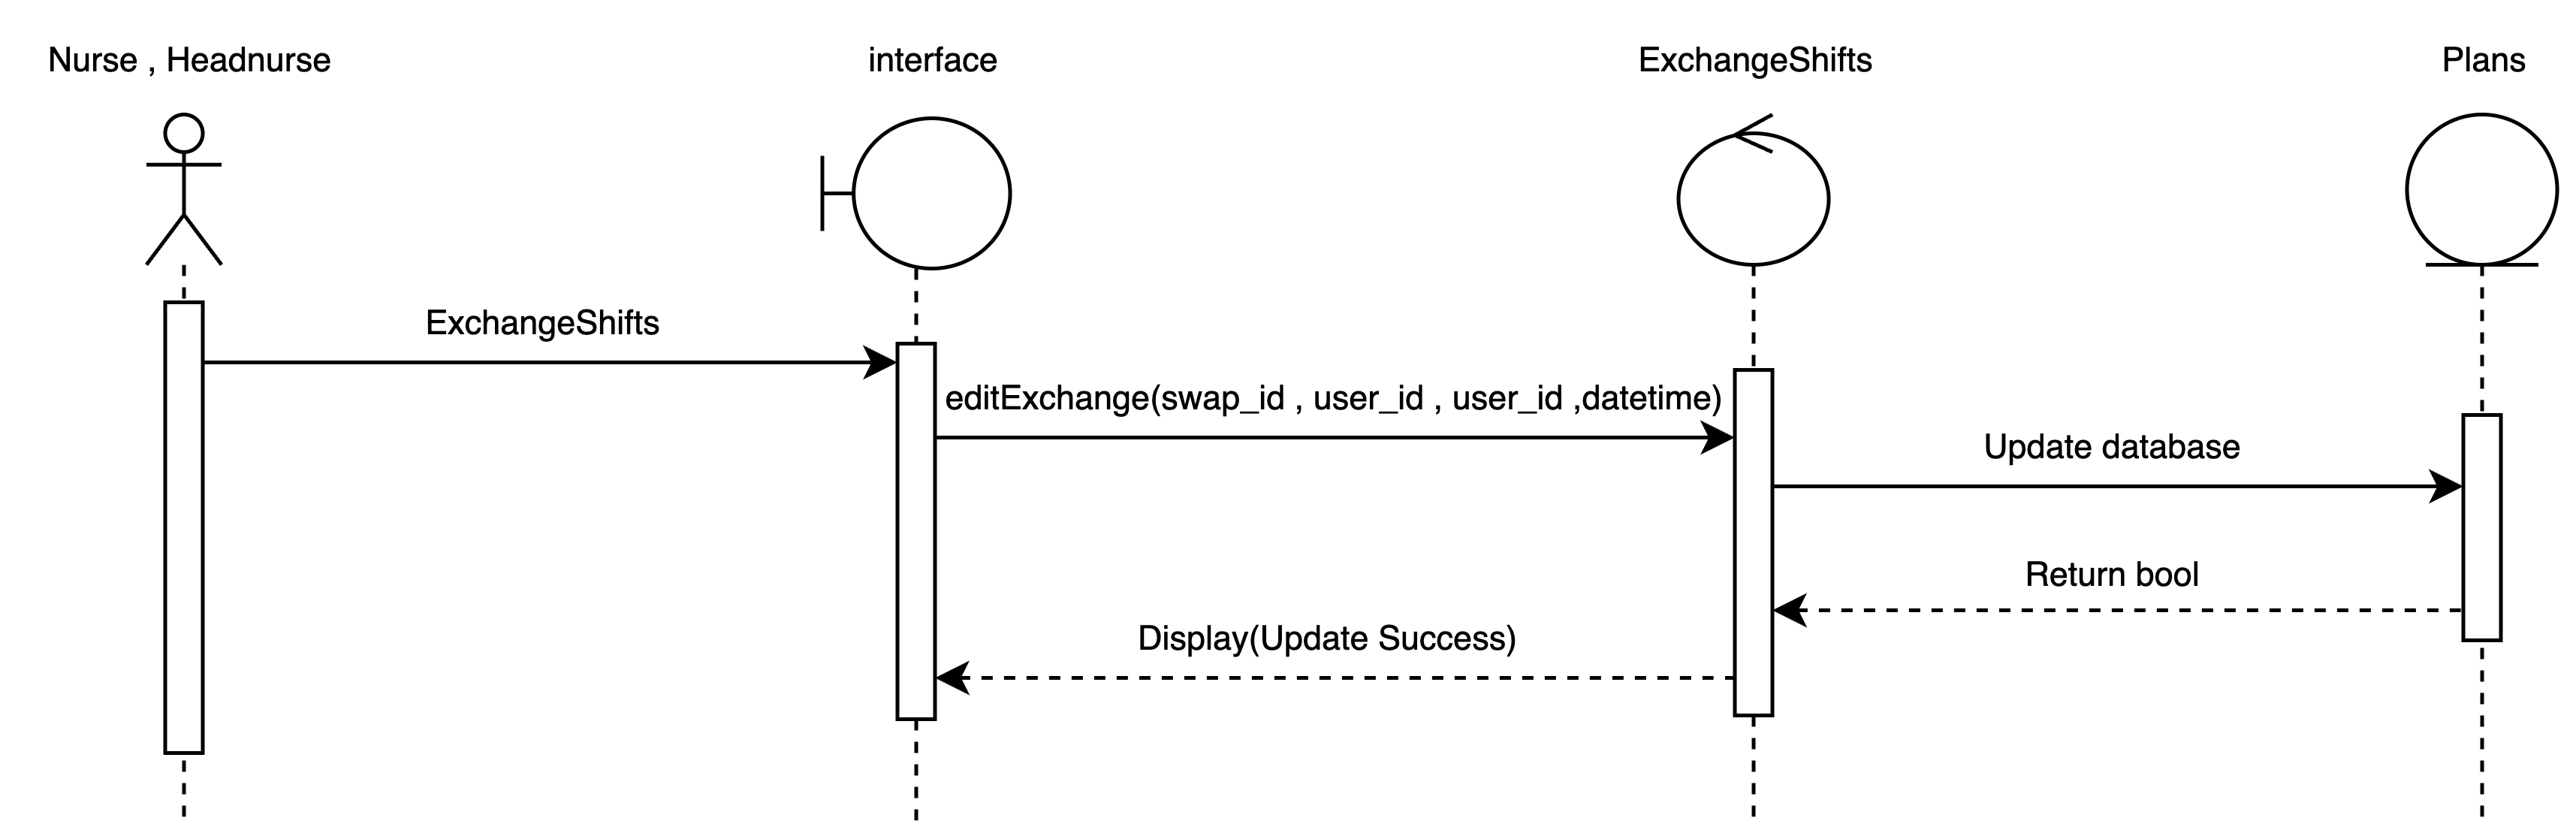 Nurse , Headnurse
interface
ExchangeShifts
Plans
ExchangeShifts
editExchange(swap_id , user_id , user_id ,datetime)
Update database
Return bool
Display(Update Success)